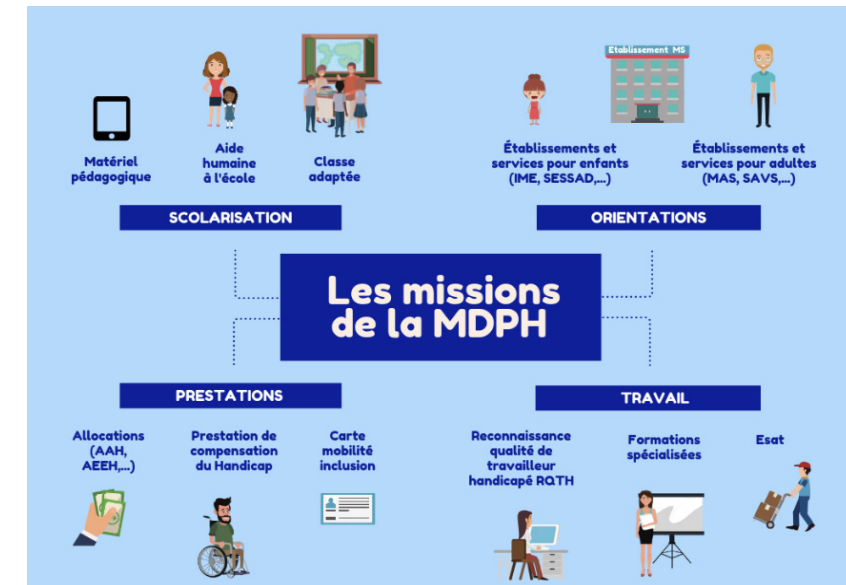 Etablissement MS
Matériel
pédagogique
Aide
humaine
à l'école
Classe
adaptée
Établissements et
services pour enfants
(IME, SESSAD,...)
Établissements et
services pour adultes
(MAS, SAVS,...)
SCOLARISATION
ORIENTATIONS
Les missions
de la MDPH
PRESTATIONS
TRAVAIL
Allocations
(AAH,
AEEH,...)
Prestation de
compensation
du Handicap
Carte
mobilité
inclusion
Reconnaissance
qualité de
travailleur
handicapé RQTH
Formations
spécialisées
Esat